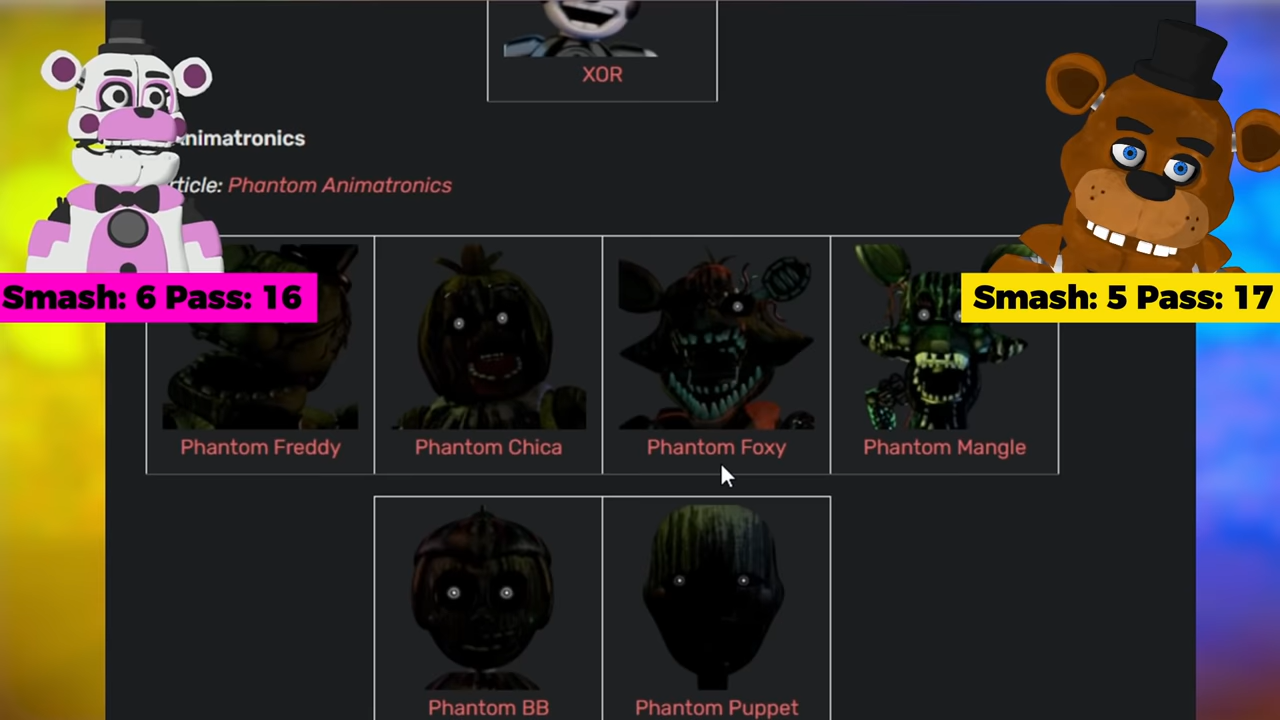 XOR
nimatronics
rticle: Phantom Animatronics
Smash: 6 Pass: 16
Smash: 5 Pass: 17
Phantom Freddy
Phantom Chica
Phantom Foxy
Phantom Mangle
Phantom BB
Phantom Puppet